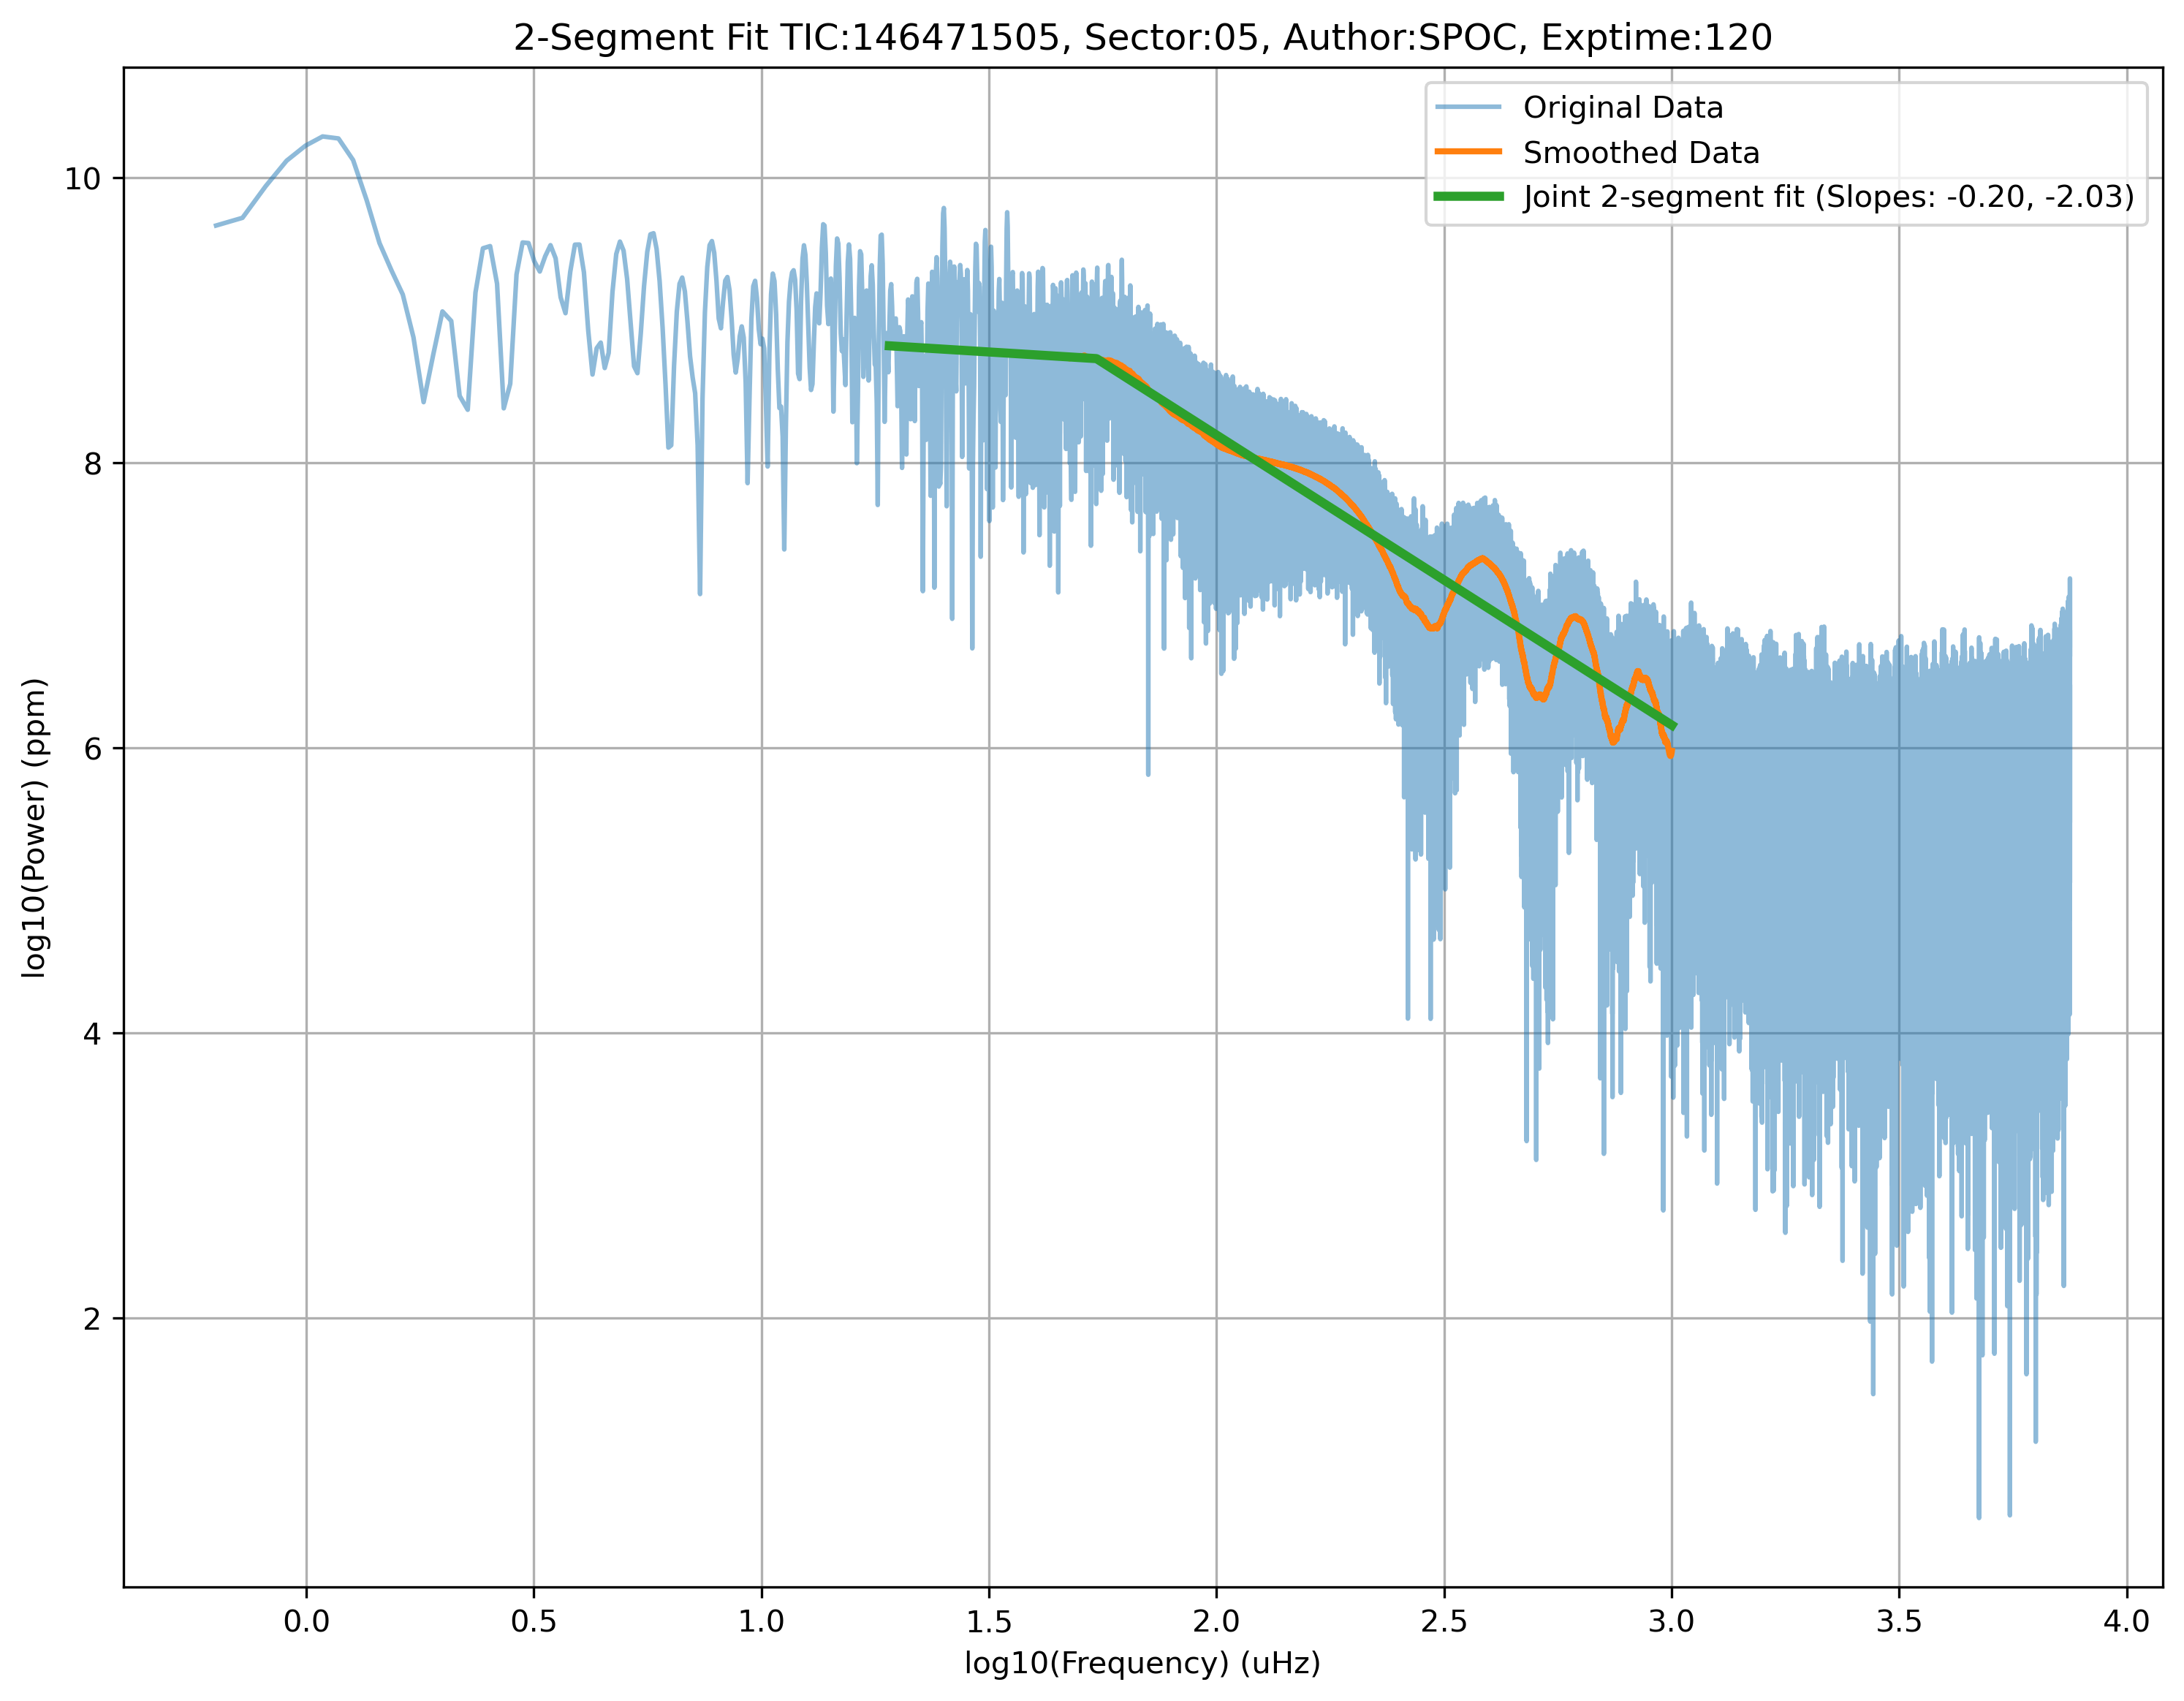 2-Segment Fit TIC:146471505, Sector:05, Author:SPOC, Exptime:120
Original Data
Smoothed Data
Joint 2-segment fit (Slopes: -0.20, -2.03)
10
8
6
4
2
log10(Power) (ppm)
0.0 0.5 1.0 1.5 2.0 2.5 3.0 3.5 4.0
log10(Frequency) (uHz)